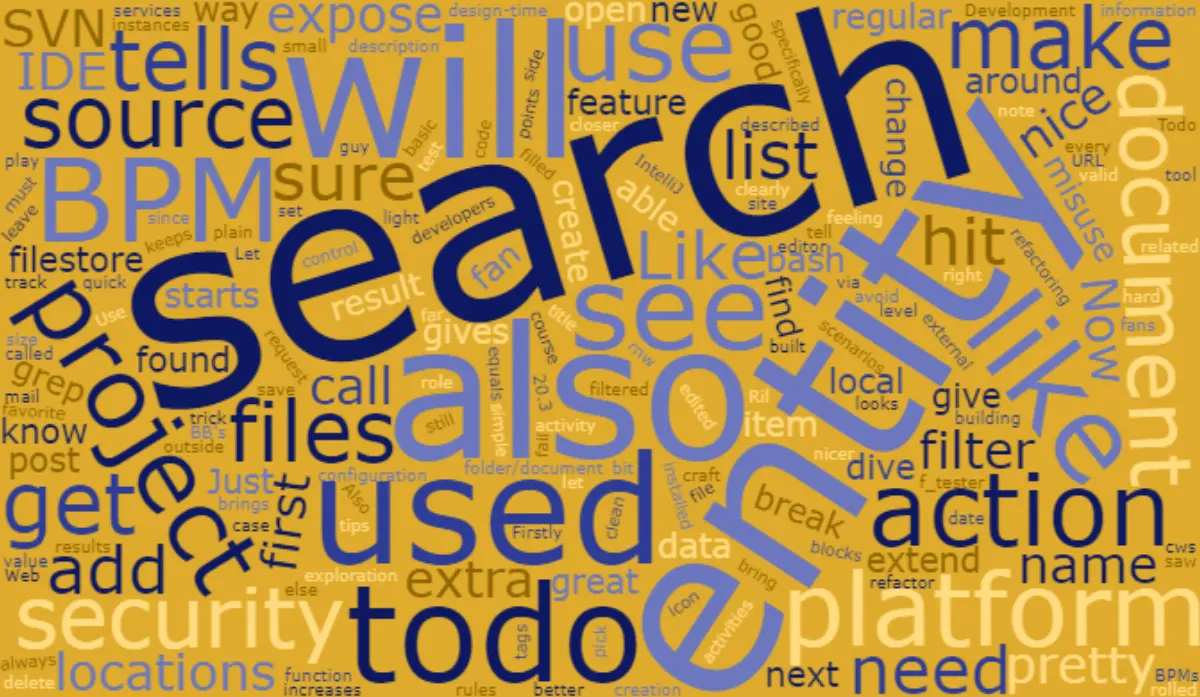 SVN
services
instances
way
expose
design-time
open
new
good
specifically
regular
Development
information
IDE
tells
small
description
will
points
side
use
make
around
source
feature
closer
described
search
change
nice
note
document
Todo
every
URL
valid
tool
play
guy
basic
test
code
filled
IntelliJ
list
clearly
site
misuse
must
leave
BPM
since
sure
set
light
developers
able
create
feeling
tell
hit
refactoring
related
filestore
keeps
plain
Let
control
fan
Like
bash
editor
via
right
entity
track
quick
starts
result
far
title
see
find
avoid
level
external
like
Now
hard
fans
project
Use
size
called
found
request
gives
course
rnw
built
scenarios
grep
save
call
also
equals
simple
role
20.3
filtered
edited
Ril
local
looks
give
building
mail
favorite
know
trick
BB's
outside
files
still
activity
fail
item
nicer
dive
filter
post
Just
brings
first
configuration
folder/document
bit
let
installed
craft
file
f_tester
get
case
Also
tips
used
Firstly
clean
break
action
date
data
blocks
extend
name
cws
saw
value
results
Web
add
exploration
else
extra
great
bring
refactor
security
todo
tags
pick
Icon
activities
platform
always
delete
locations
function
increases
rules
better
creation
next
need
pretty
BPMs
rolled